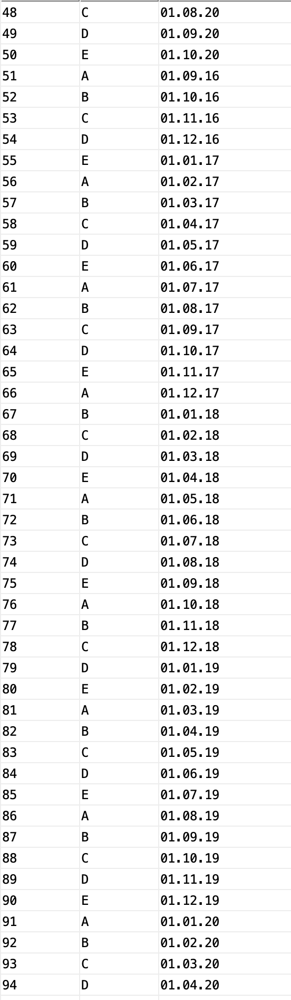 48 C 01.08.20
49 D 01.09.20
50 E 01.10.20
51 A 01.09.16
52 B 01.10.16
53 C 01.11.16
54 D 01.12.16
55 E 01.01.17
56 A 01.02.17
57 B 01.03.17
58 C 01.04.17
59 D 01.05.17
60 E 01.06.17
61 A 01.07.17
62 B 01.08.17
63 C 01.09.17
64 D 01.10.17
65 E 01.11.17
66 A 01.12.17
67 B 01.01.18
68 C 01.02.18
69 D 01.03.18
70 E 01.04.18
71 A 01.05.18
72 B 01.06.18
73 C 01.07.18
74 D 01.08.18
75 E 01.09.18
76 A 01.10.18
77 B 01.11.18
78 C 01.12.18
79 D 01.01.19
80 E 01.02.19
81 A 01.03.19
82 B 01.04.19
83 C 01.05.19
84 D 01.06.19
85 E 01.07.19
86 A 01.08.19
87 B 01.09.19
88 C 01.10.19
89 D 01.11.19
90 E 01.12.19
91 A 01.01.20
92 B 01.02.20
93 C 01.03.20
94 D 01.04.20